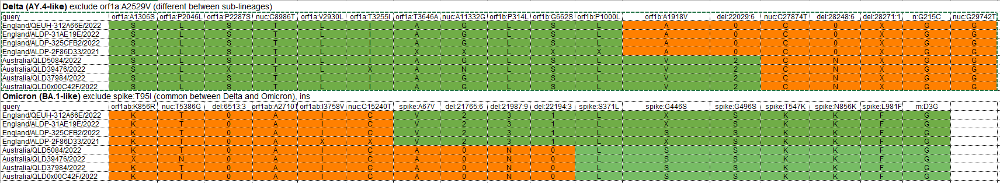 Delta (AY.4-like) exclude orf1a:A2529V (different between sub-lineages)
query orf1a:A1306S orf1a:P2046L orf1a:P2287S nuc:C8986T orf1a:V2930L orf1a:T3255I orf1a:T3646A nuc:A11332G orf1b:P314L orf1b:G662S orf1b:P1000L orf1b:A1918V del:22029:6 nuc:C27874T del:28248:6 del:28271:1 n:G215C nuc:G29742T
England/QEUH-312A66E/2022 S L S T L I A G L S L A 0 C 0 X G G
England/ALDP-31AE19E/2022 S L S T L I A G L S L A 0 C 0 X G G
England/ALDP-325CFB2/2022 S L S T L I A G L S L A 0 C 0 X G G
England/ALDP-2F86D33/2021 S L S T L I X X L X X A 0 C 0 X G G
Australia/QLD5084/2022 S L S T L I A G L S L V 2 C N X G G
Australia/QLD39476/2022 S L X T L X A N L S L V 2 C N X G G
Australia/QLD37984/2022 S L S T L I A G L S L V 2 C N X G G
Australia/QLD0x00C42F/2022 S L S T L I A G L S L V 2 C N X G G
Omicron (BA.1-like) exclude spike:T95I (common between Delta and Omicron), ins
query orf1ab:K856R nuc:T5386G del:6513:3 orf1ab:A2710T orf1ab:I3758V nuc:C15240T spike:A67V del:21765:6 del:21987:9 del:22194:3 spike:S371L spike:G446S spike:G496S spike:T547K spike:N856K spike:L981F m:D3G
England/QEUH-312A66E/2022 K T 0 A I C V 2 3 1 L X S K K F G
England/ALDP-31AE19E/2022 K T 0 A I C V 2 3 1 L X S K K F G
England/ALDP-325CFB2/2022 K T 0 A I C V 2 3 1 L S S K K F G
England/ALDP-2F86D33/2021 K T 0 A X X V 2 3 1 L X S K K F G
Australia/QLD5084/2022 K T 0 A I C A 0 N 0 L S S K K F G
Australia/QLD39476/2022 X N 0 A I C A 0 N 0 L S S K K F G
Australia/QLD37984/2022 K T 0 A I C A 0 N 0 L S S K K F G
Australia/QLD0x00C42F/2022 K T 0 A I C A 0 N 0 L S S K K F G